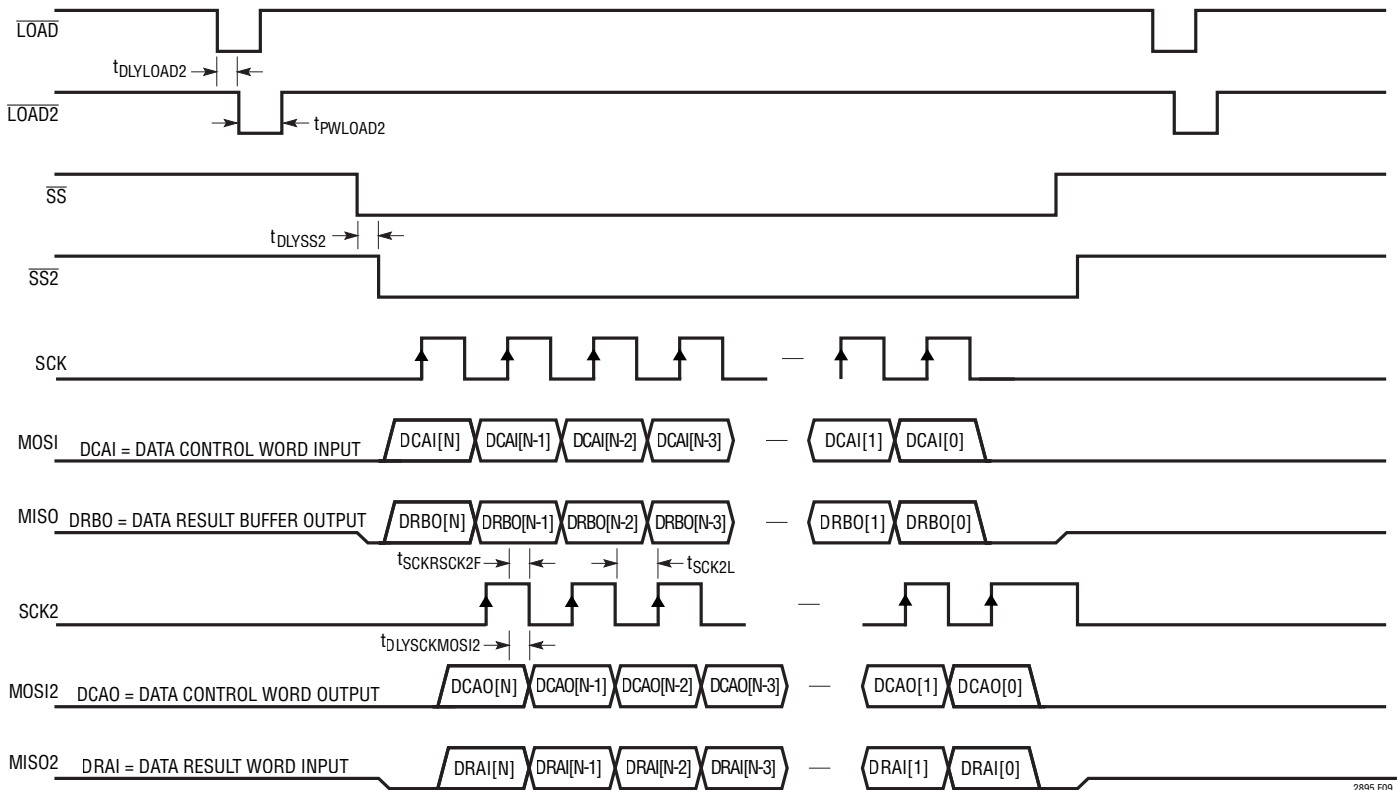 LOAD
tDLYLOAD2
LOAD2
tPWLOAD2
SS
tDLYSS2
SS2
SCK
—
MOSI DCAI = DATA CONTROL WORD INPUT DCAI[N] DCAI[N-1] DCAI[N-2] DCAI[N-3] — DCAI[1] DCAI[0]
MISO DRBO = DATA RESULT BUFFER OUTPUT DRBO[N] DRBO[N-1] DRBO[N-2] DRBO[N-3] — DRBO[1] DRBO[0]
tSCKRSCK2F tSCK2L
SCK2 —
tDLYSCKMOSI2
MOSI2 DCAO = DATA CONTROL WORD OUTPUT DCAO[N] DCAO[N-1] DCAO[N-2] DCAO[N-3] — DCAO[1] DCAO[0]
MISO2 DRAI = DATA RESULT WORD INPUT DRAI[N] DRAI[N-1] DRAI[N-2] DRAI[N-3] — DRAI[1] DRAI[0]
2895 F09